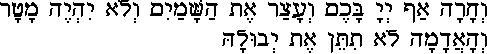 וְחָרָה אַף יְיָ בָּכֶם וְעָצַר אֶת הַשָּׁמַיִם וְלֹא יִהְיֶה מָטָר
וְהָאֲדָמָה לֹא תִתֵּן אֶת יְבוּלָהּ